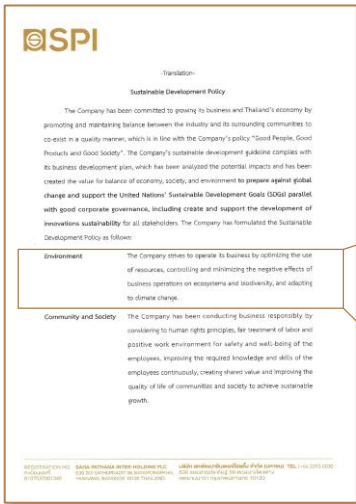 SPI
-Translation-
Sustainable Development Policy
The Company has been committed to growing its business and Thailand's economy by
promoting and maintaining balance between the industry and its surrounding communities to
co-exist in a quality manner, which is in line with the Company's policy "Good People, Good
Products and Good Society". The Company's sustainable development guideline complies with
its business development plan, which has been analyzed the potential impacts and has been
created the value for balance of economy, society, and environment to prepare against global
change and support the United Nations' Sustainable Development Goals (SDGs) parallel
with good corporate governance, including create and support the development of
innovations sustainability for all stakeholders. The Company has formulated the Sustainable
Development Policy as follows:
Environment The Company strives to operate its business by optimizing the use
of resources, controlling and minimizing the negative effects of
business operations on ecosystems and biodiversity, and adapting
to climate change.
Community and Society The Company has been conducting business responsibly by
considering to human rights principles, fair treatment of labor and
positive work environment for safety and well-being of the
employees, improving the required knowledge and skills of the
employees continuously, creating shared value and improving the
quality of life of communities and society to achieve sustainable
growth.
REGISTRATION NO. SAHA PATHANA INTER-HOLDING PLC.